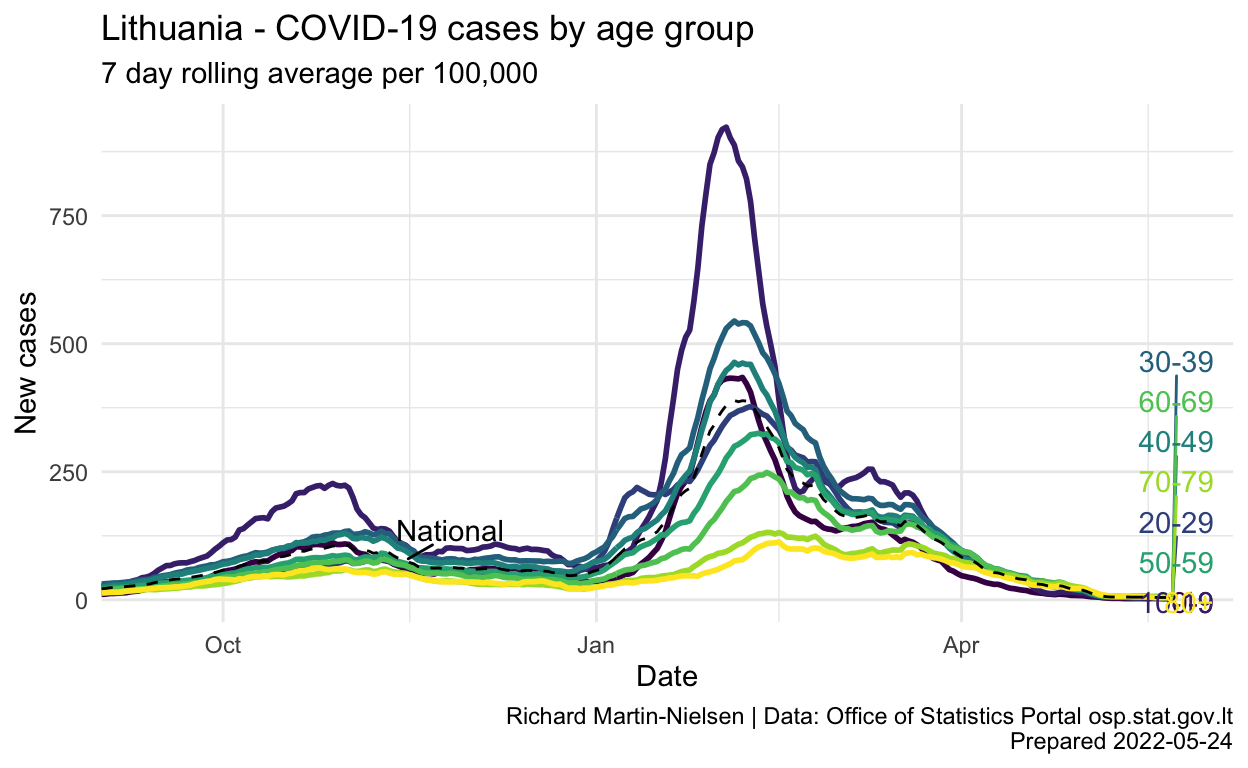 Lithuania - COVID-19 cases by age group
7 day rolling average per 100,000
New cases
750
500
250
0
National
30-39
60-69
40-49
70-79
20-29
50-59
10-19
Oct
Jan
Apr
Date
Richard Martin-Nielsen | Data: Office of Statistics Portal osp.stat.gov.lt
Prepared 2022-05-24